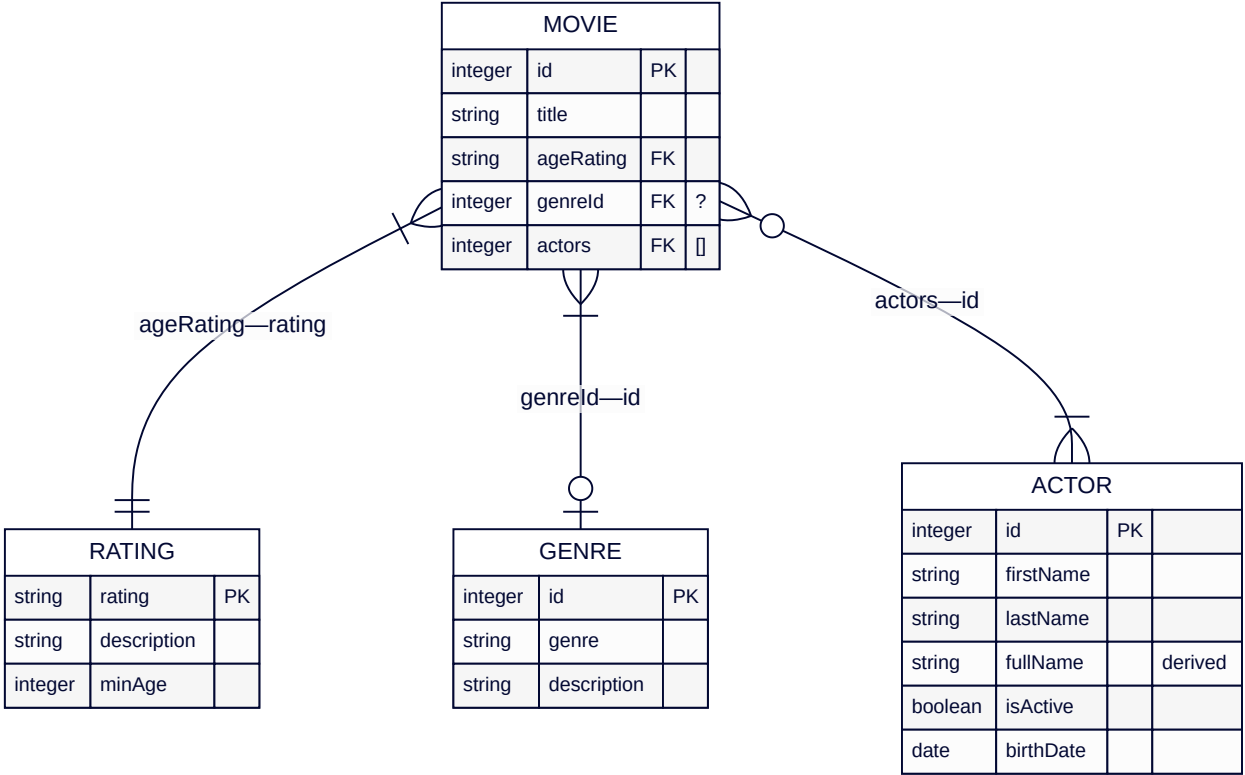 MOVIE
integer id PK
string title
string ageRating FK
integer genreId FK ?
integer actors FK []
ageRating—rating
genreId—id
actors—id
RATING
string rating PK
string description
integer minAge
GENRE
integer id PK
string genre
string description
ACTOR
integer id PK
string firstName
string lastName
string fullName derived
boolean isActive
date birthDate